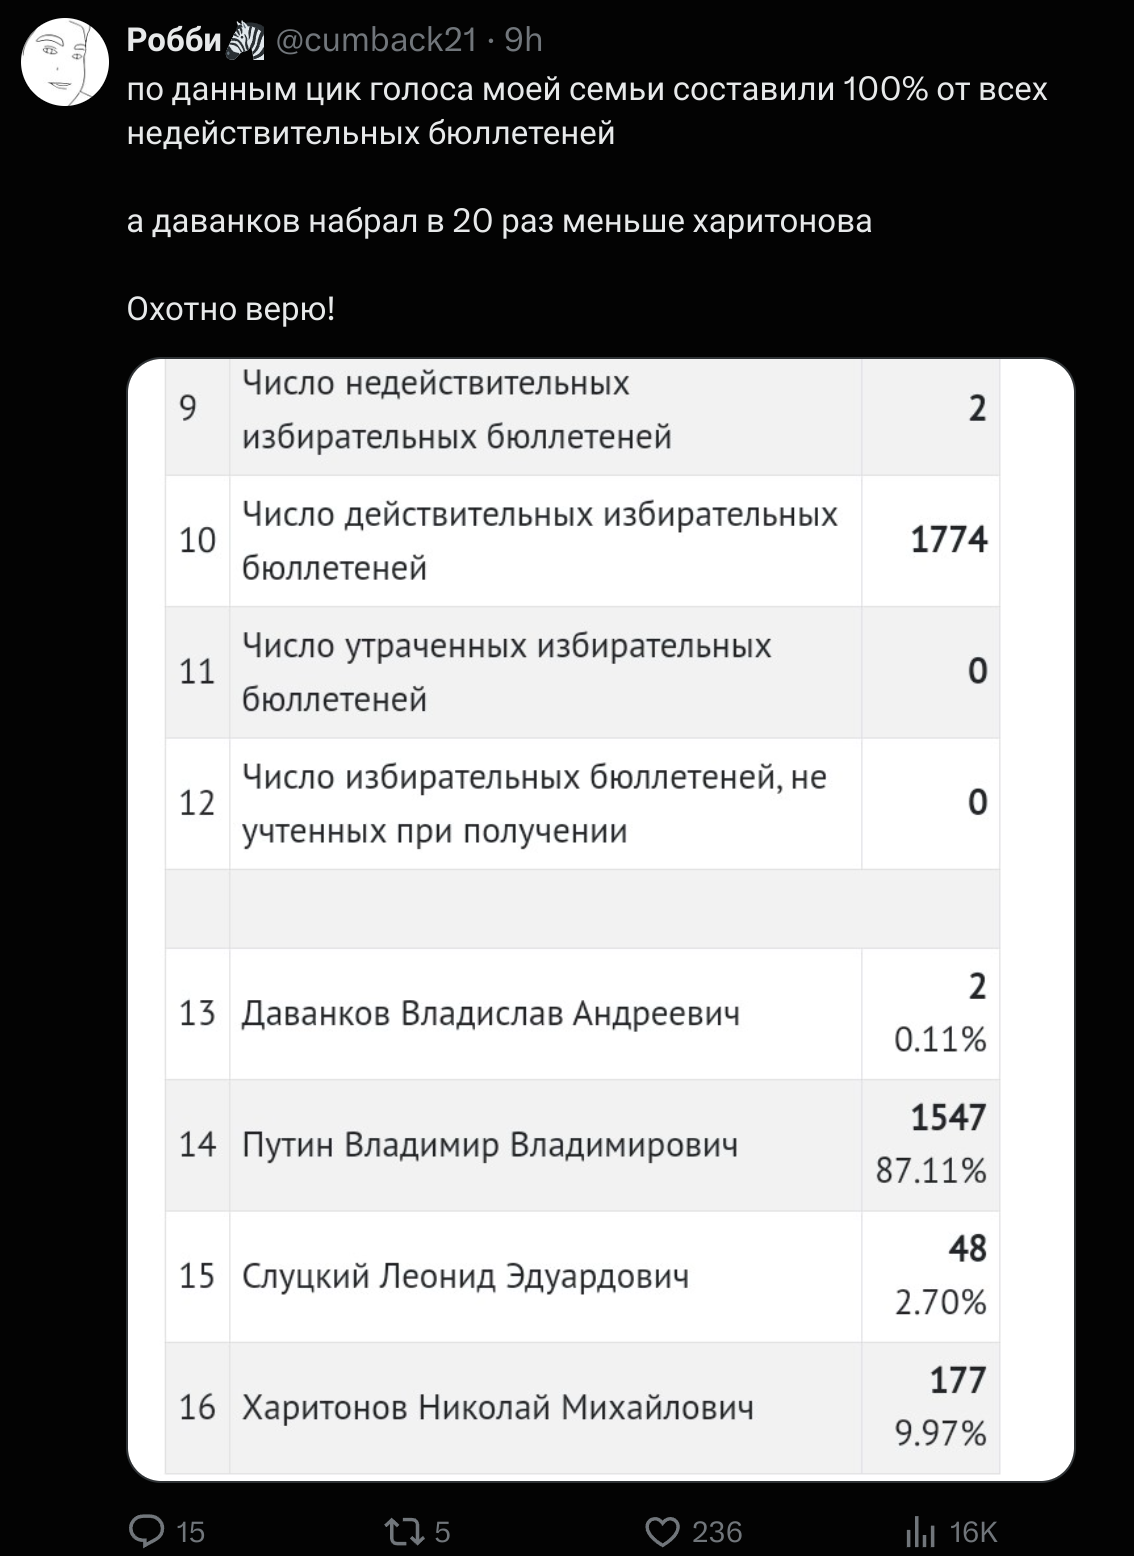 Робби🦓 @cumback21 · 9h
по данным цик голоса моей семьи составили 100% от всех
недействительных бюллетеней
а даванков набрал в 20 раз меньше харитонова
Охотно верю!
9 Число недействительных
избирательных бюллетеней 2
10 Число действительных избирательных
бюллетеней 1774
11 Число утраченных избирательных
бюллетеней 0
12 Число избирательных бюллетеней, не
учтенных при получении 0
13 Даванков Владислав Андреевич 2
0.11%
14 Путин Владимир Владимирович 1547
87.11%
15 Слуцкий Леонид Эдуардович 48
2.70%
16 Харитонов Николай Михайлович 177
9.97%
15 5 236 16K